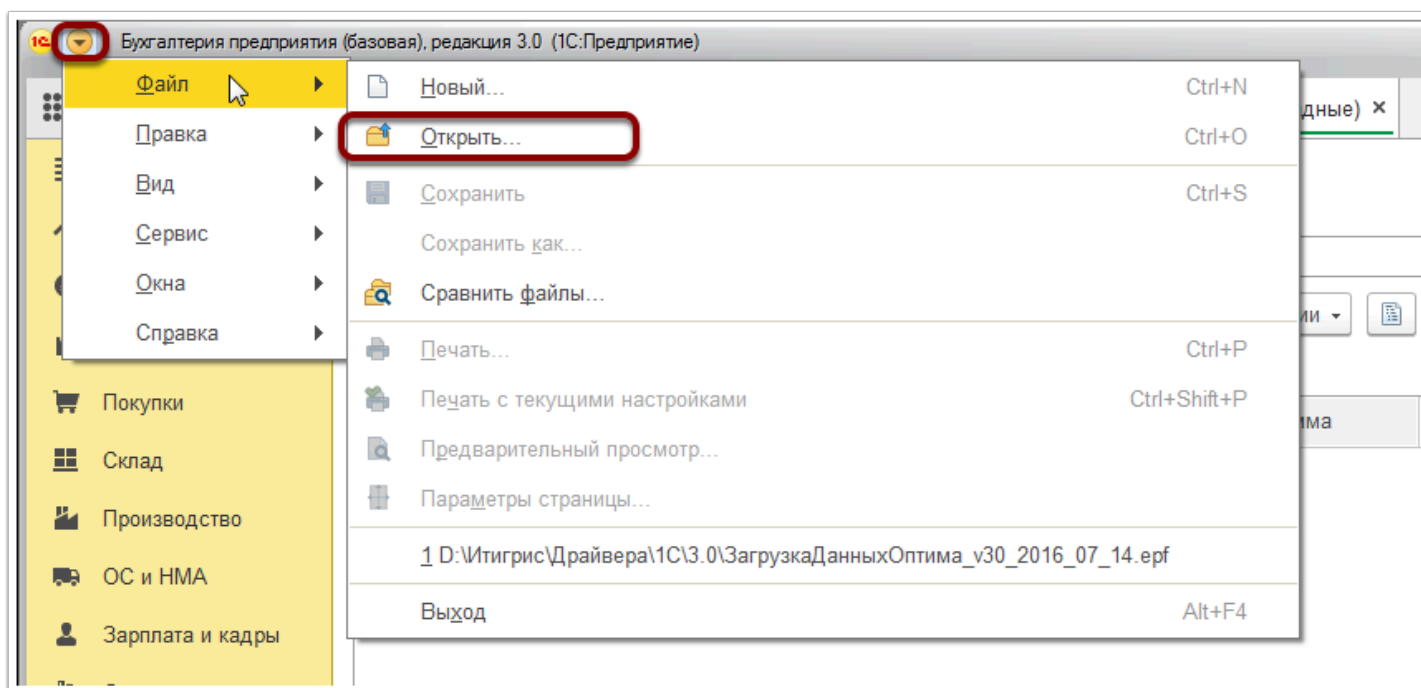 1С Бухгалтерия предприятия (базовая), редакция 3.0 (1С:Предприятие)
Файл
Правка
Вид
Сервис
Окна
Справка
Новый... Ctrl+N
Открыть... Ctrl+O
Сохранить Ctrl+S
Сохранить как...
Сравнить файлы...
Печать... Ctrl+P
Печать с текущими настройками Ctrl+Shift+P
Предварительный просмотр...
Параметры страницы...
1 D:\Итигрис\Драйвера\1С\3.0\ЗагрузкаДанныхОптима_v30_2016_07_14.epf
Выход Alt+F4
дные) ×
ии
има
Покупки
Склад
Производство
ОС и НМА
Зарплата и кадры